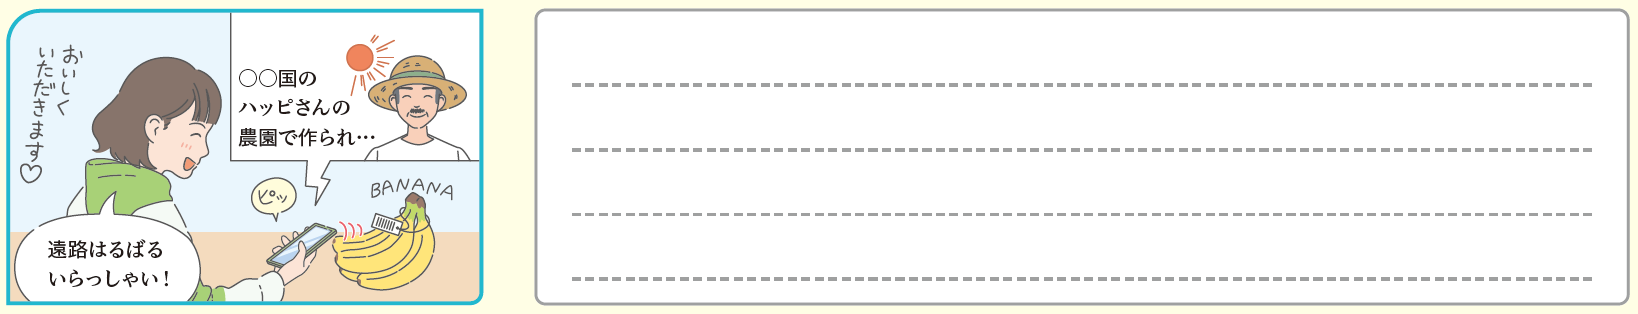 おいしく
いただきます♡
〇〇国の
ハッピさんの
農園で作られ…
ピッ
BANANA
遠路はるばる
いらっしゃい！